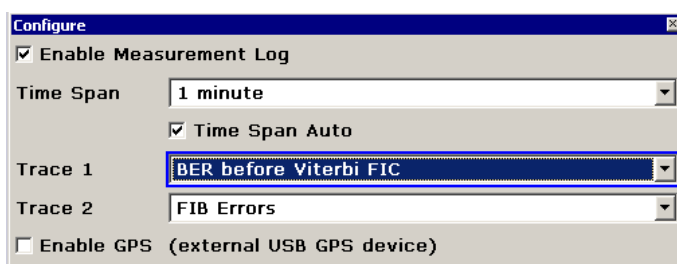 Configure
Enable Measurement Log
Time Span 1 minute
Time Span Auto
Trace 1 BER before Viterbi FIC
Trace 2 FIB Errors
Enable GPS (external USB GPS device)